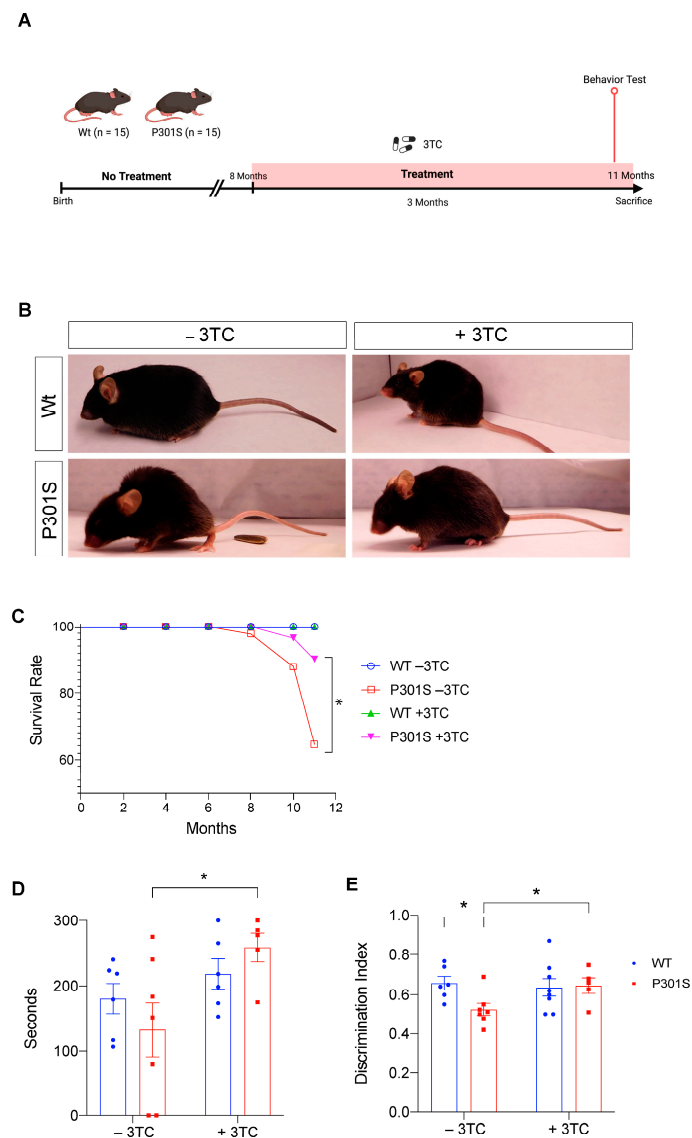 A
Behavior Test
Wt (n = 15)
P301S (n = 15)
3TC
No Treatment
8 Months
Treatment
11 Months
Birth
3 Months
Sacrifice
B
– 3TC
+ 3TC
Wt
P301S
C
Survival Rate
100
80
60
0 2 4 6 8 10 12
Months
*
WT –3TC
P301S –3TC
WT +3TC
P301S +3TC
D
*
Seconds
300
200
100
0
– 3TC
+ 3TC
E
* *
Discrimination Index
1.0
0.8
0.6
0.4
0.2
0.0
– 3TC
+ 3TC
WT
P301S